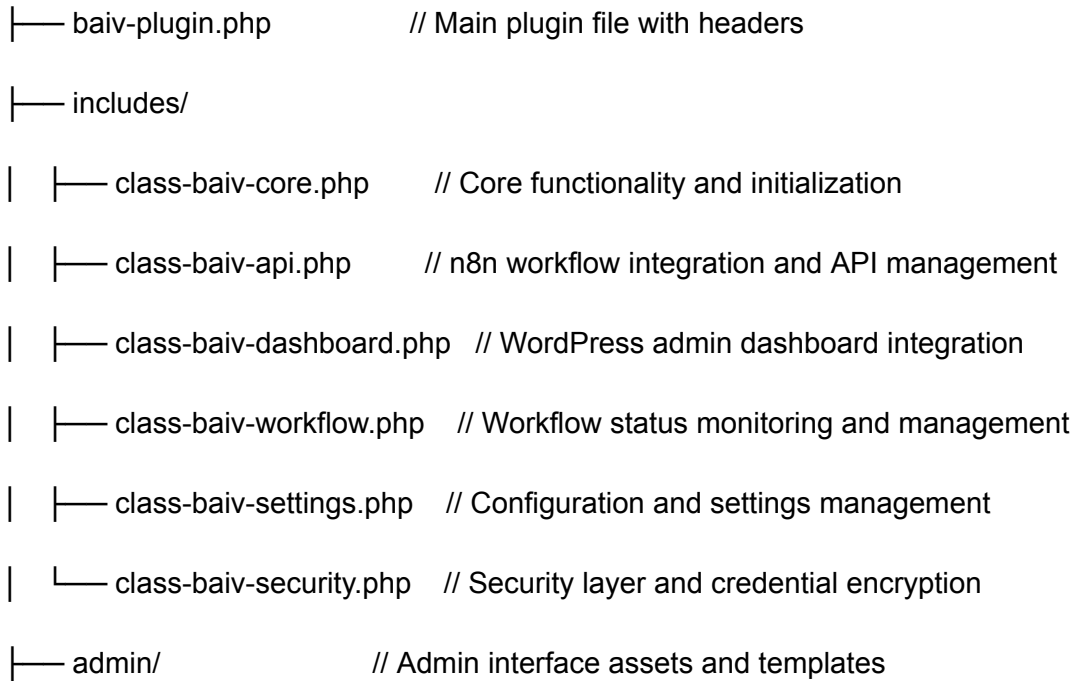 ├── baiv-plugin.php // Main plugin file with headers
├── includes/
│ ├── class-baiv-core.php // Core functionality and initialization
│ ├── class-baiv-api.php // n8n workflow integration and API management
│ ├── class-baiv-dashboard.php // WordPress admin dashboard integration
│ ├── class-baiv-workflow.php // Workflow status monitoring and management
│ ├── class-baiv-settings.php // Configuration and settings management
│ └── class-baiv-security.php // Security layer and credential encryption
├── admin/ // Admin interface assets and templates